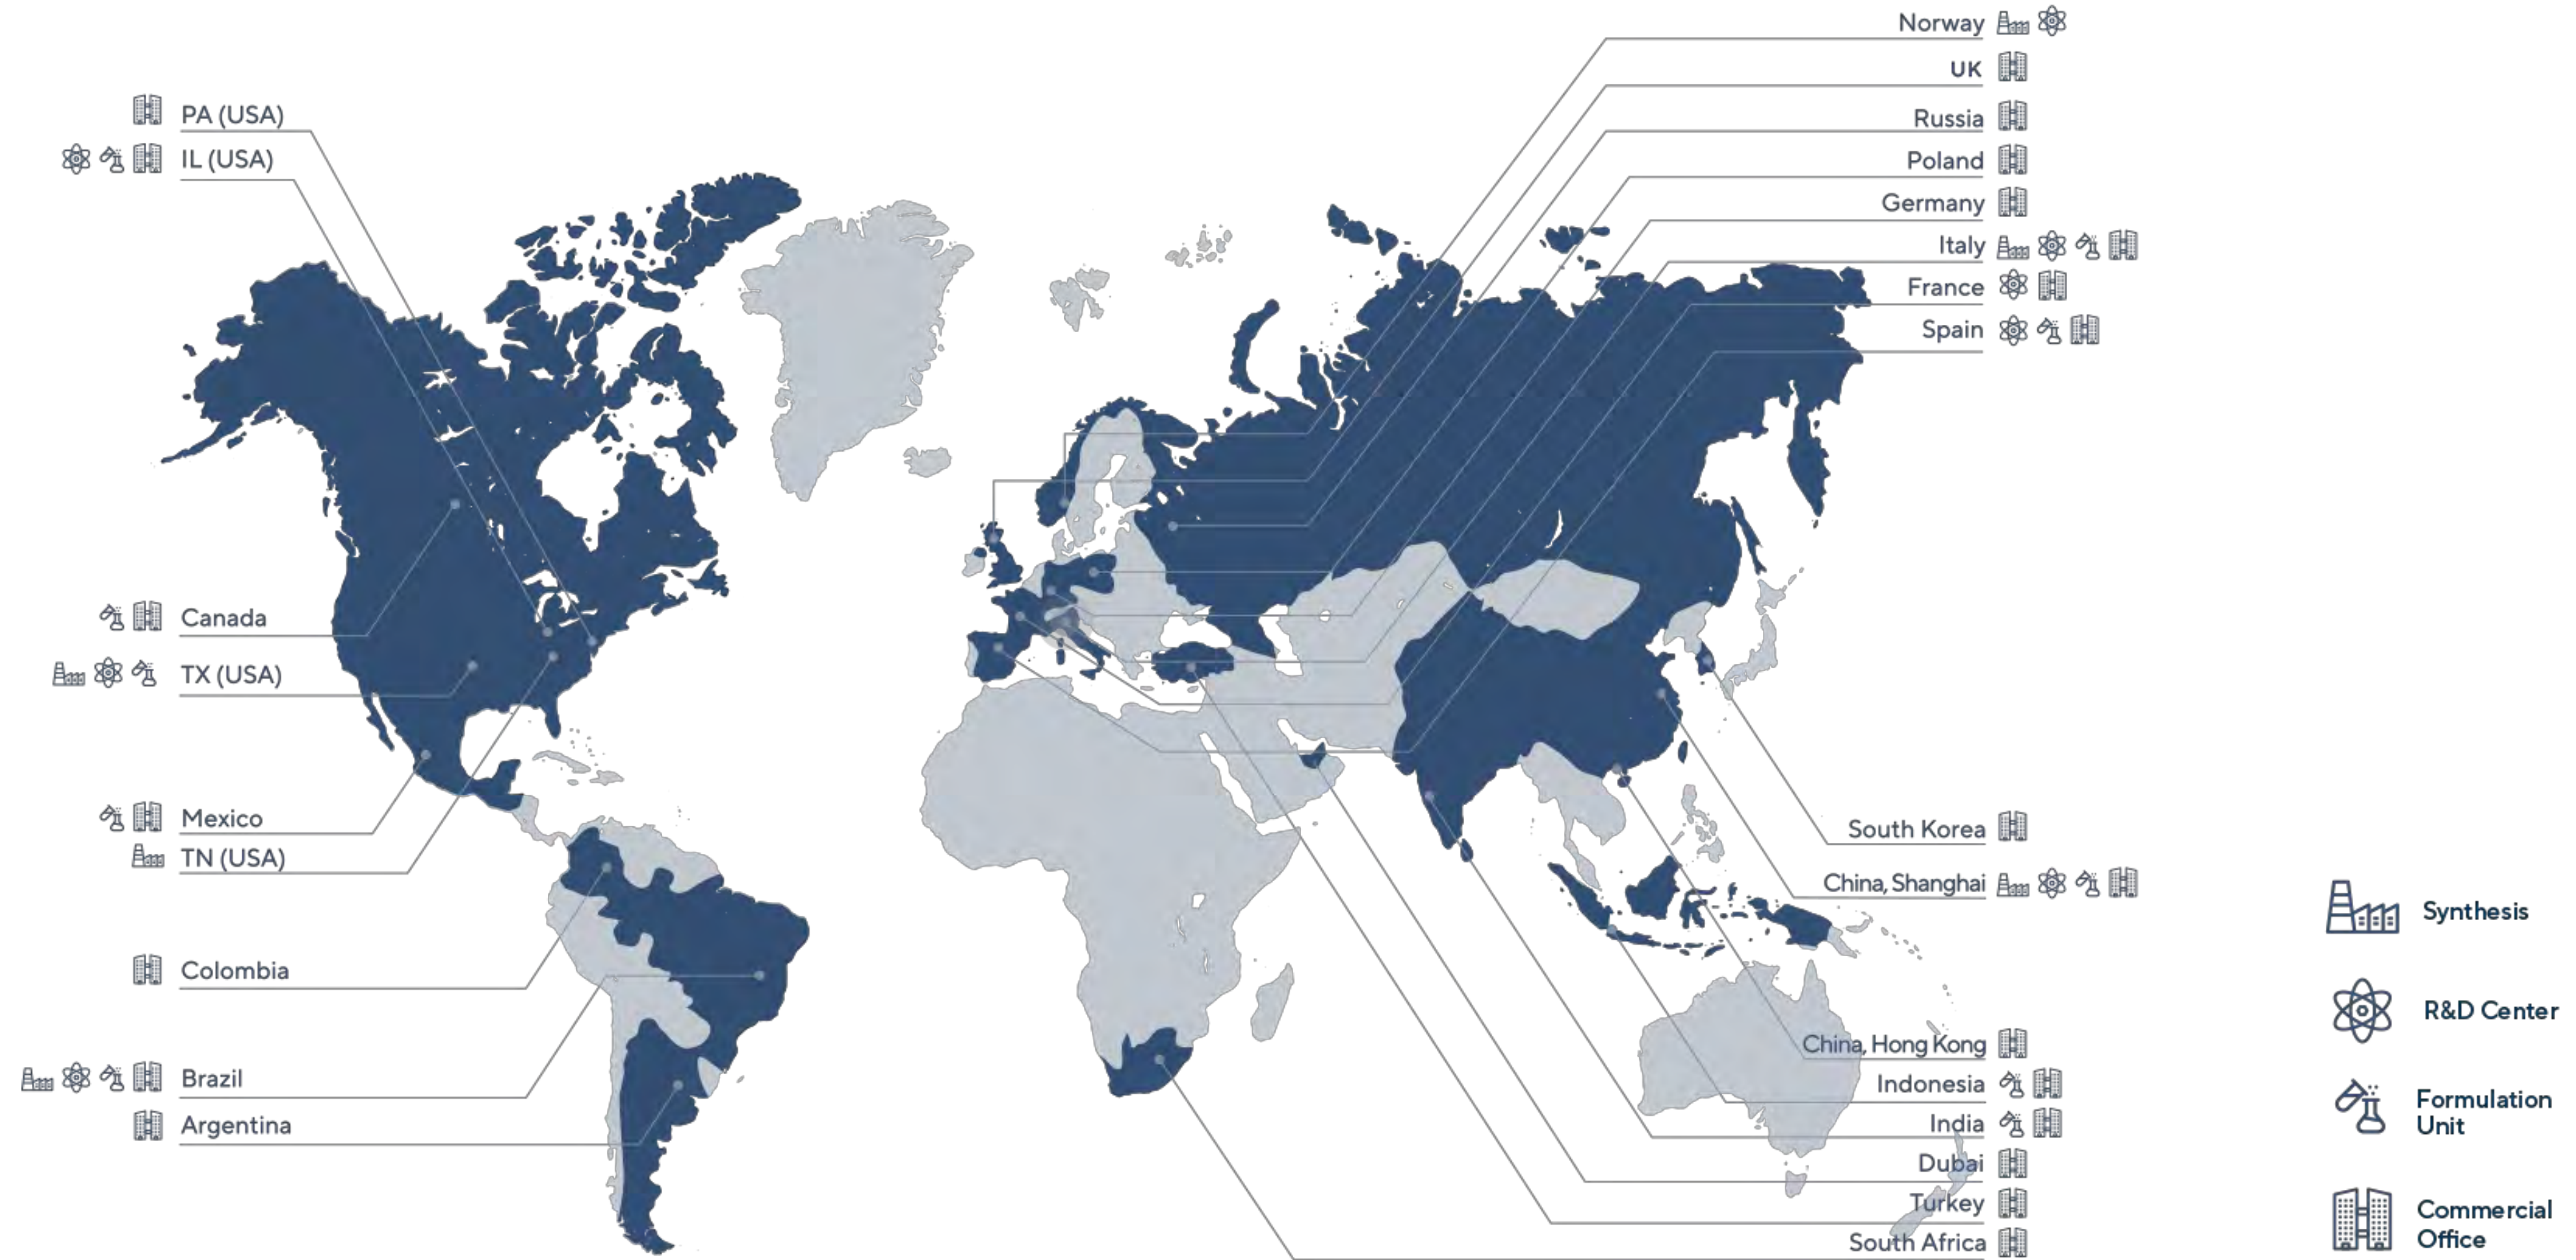 PA (USA)
IL (USA)
Canada
TX (USA)
Mexico
TN (USA)
Colombia
Brazil
Argentina
Norway
UK
Russia
Poland
Germany
Italy
France
Spain
South Korea
China, Shanghai
China, Hong Kong
Indonesia
India
Dubai
Turkey
South Africa
Synthesis
R&D Center
Formulation
Unit
Commercial
Office